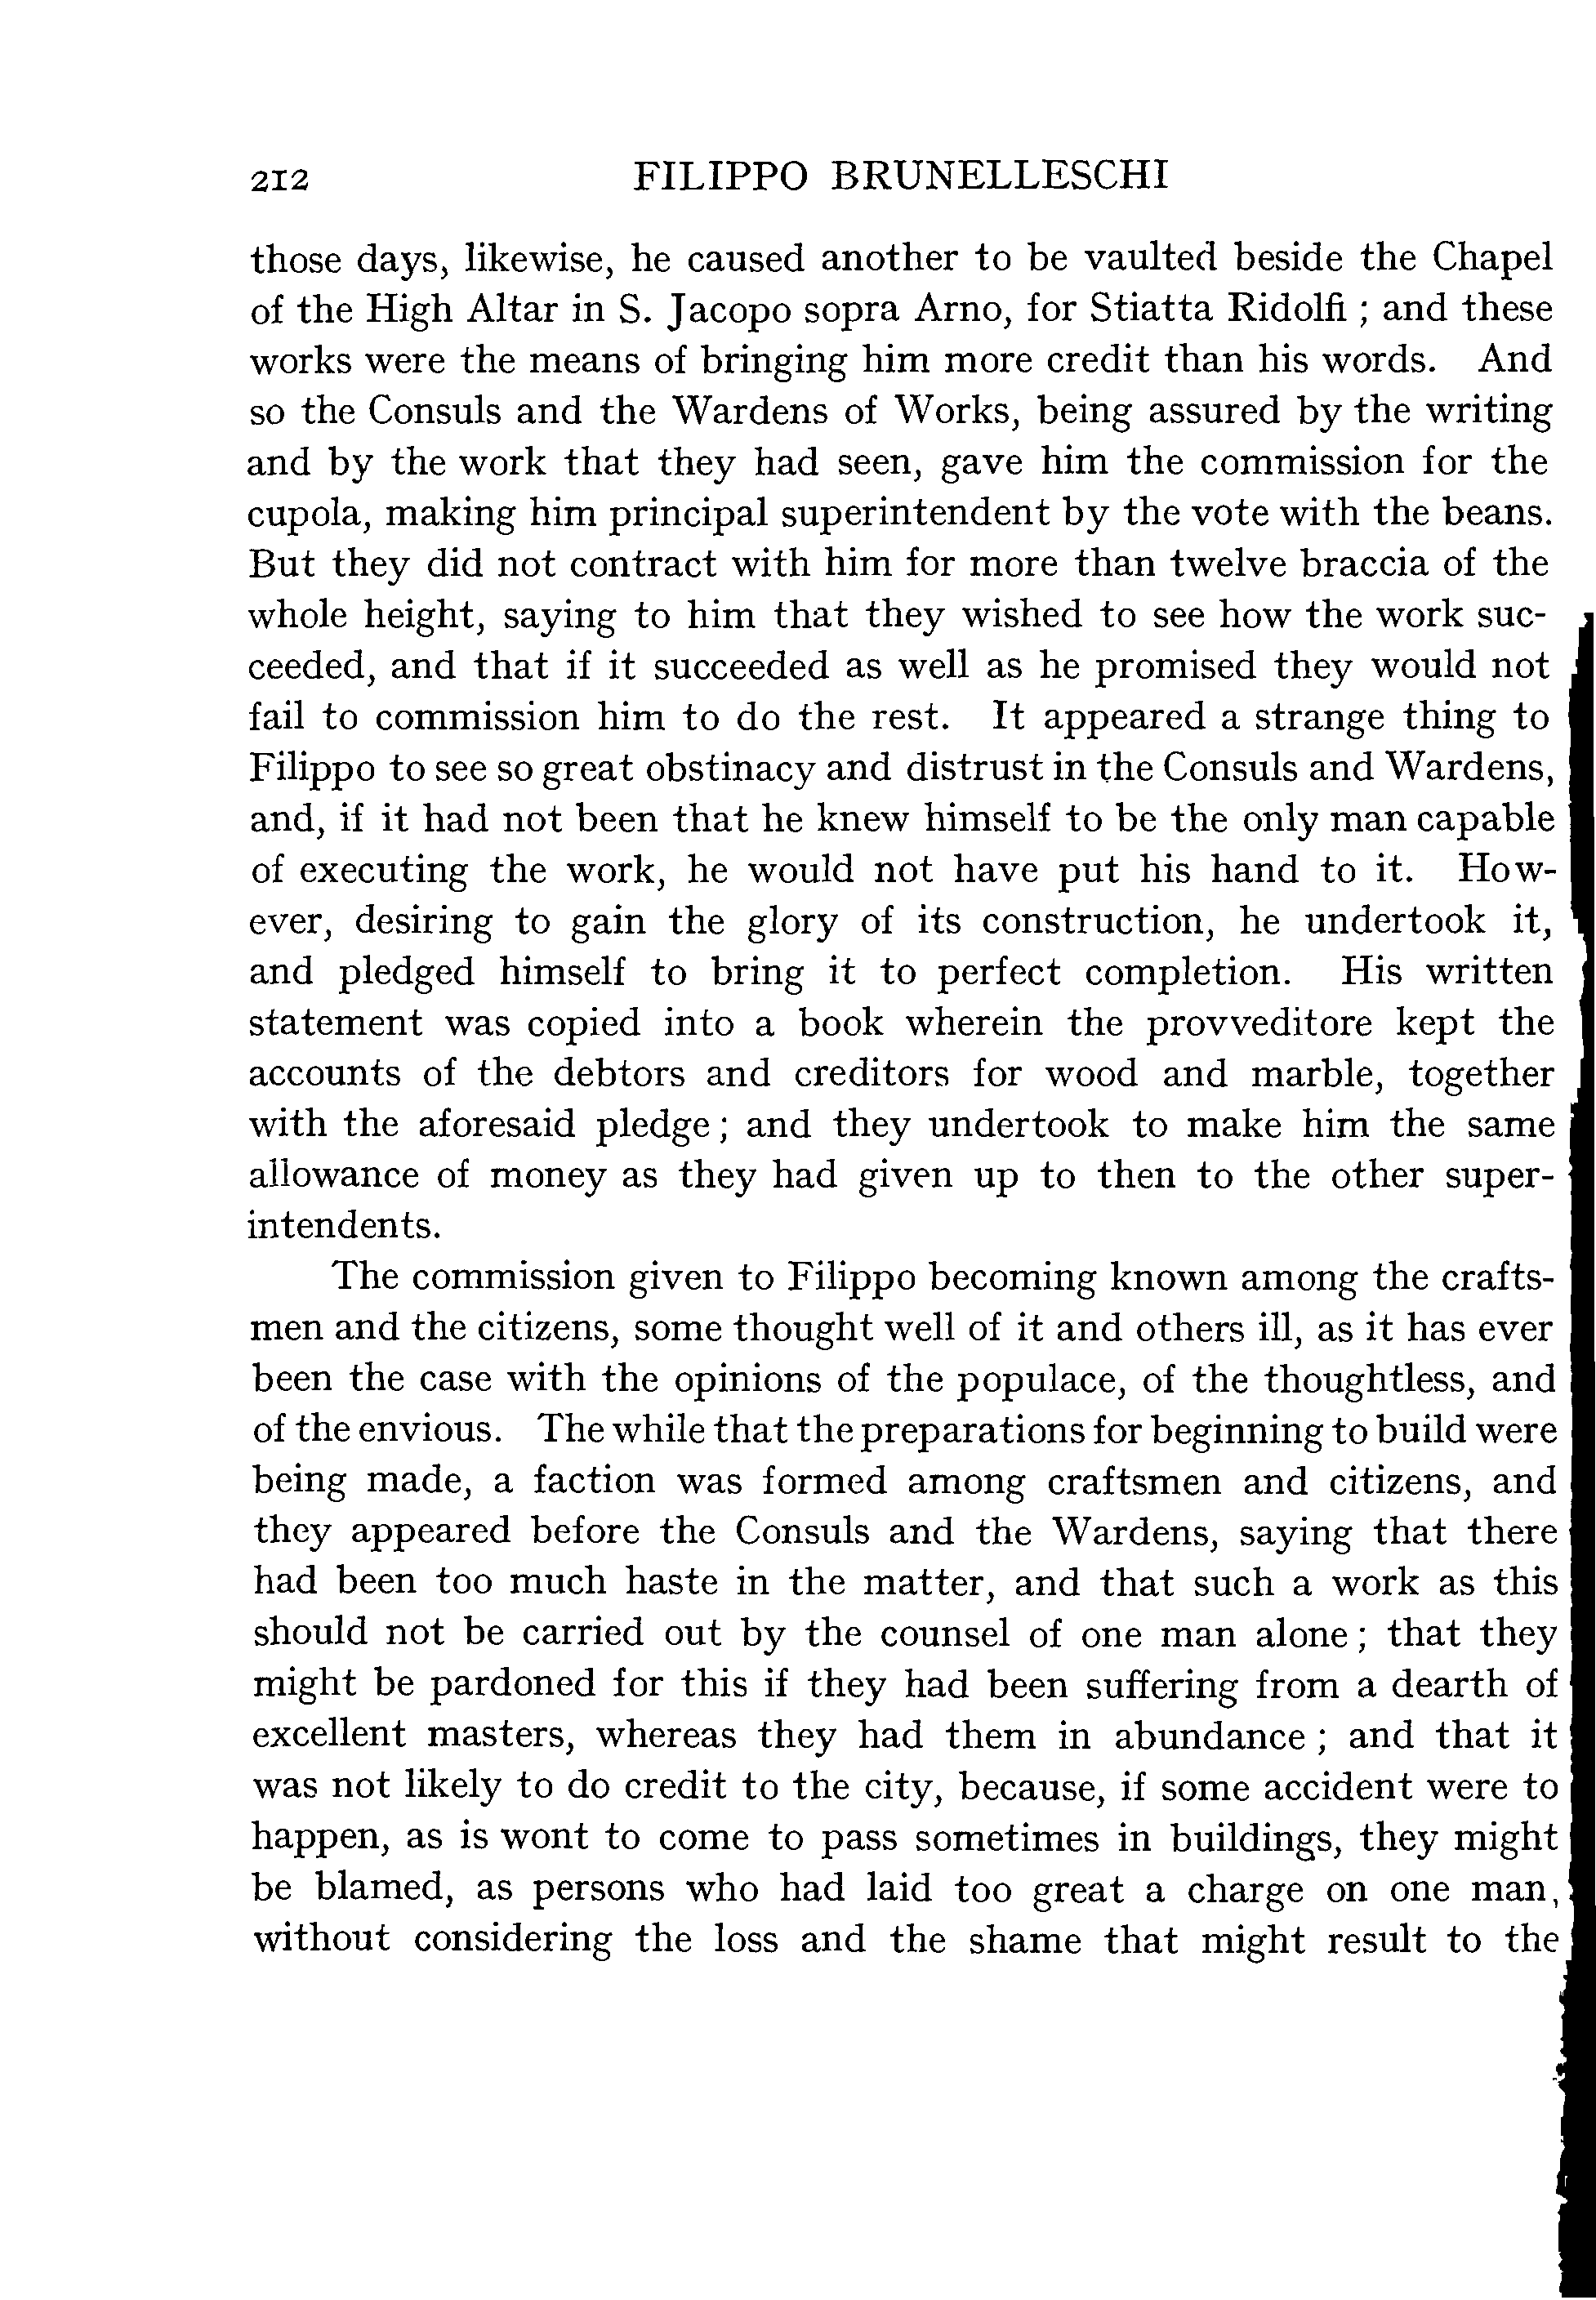 212 FILIPPO BRUNELLESCHI
those days, likewise, he caused another to be vaulted beside the Chapel
of the High Altar in S. Jacopo sopra Arno, for Stiatta Ridolfi ; and these
works were the means of bringing him more credit than his words. And
so the Consuls and the Wardens of Works, being assured by the writing
and by the work that they had seen, gave him the commission for the
cupola, making him principal superintendent by the vote with the beans.
But they did not contract with him for more than twelve braccia of the
whole height, saying to him that they wished to see how the work suc-
ceeded, and that if it succeeded as well as he promised they would not
fail to commission him to do the rest. It appeared a strange thing to
Filippo to see so great obstinacy and distrust in the Consuls and Wardens,
and, if it had not been that he knew himself to be the only man capable
of executing the work, he would not have put his hand to it. How-
ever, desiring to gain the glory of its construction, he undertook it,
and pledged himself to bring it to perfect completion. His written
statement was copied into a book wherein the provveditore kept the
accounts of the debtors and creditors for wood and marble, together
with the aforesaid pledge ; and they undertook to make him the same
allowance of money as they had given up to then to the other super-
intendents.
The commission given to Filippo becoming known among the crafts-
men and the citizens, some thought well of it and others ill, as it has ever
been the case with the opinions of the populace, of the thoughtless, and
of the envious. The while that the preparations for beginning to build were
being made, a faction was formed among craftsmen and citizens, and
they appeared before the Consuls and the Wardens, saying that there
had been too much haste in the matter, and that such a work as this
should not be carried out by the counsel of one man alone ; that they
might be pardoned for this if they had been suffering from a dearth of
excellent masters, whereas they had them in abundance ; and that it
was not likely to do credit to the city, because, if some accident were to
happen, as is wont to come to pass sometimes in buildings, they might
be blamed, as persons who had laid too great a charge on one man,
without considering the loss and the shame that might result to the